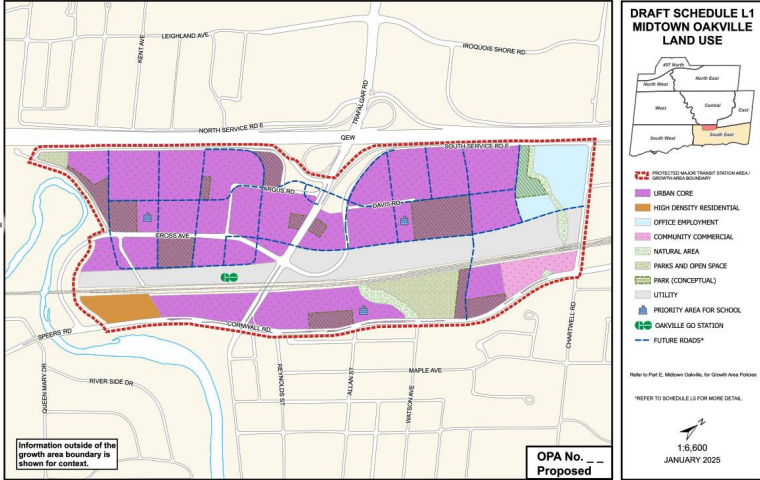 KENT AVE
LEIGHLAND AVE
IROQUOIS SHORE RD
TRAFALGAR RD
NORTH SERVICE RD E
QEW
SOUTH SERVICE RD E
ARGUS RD
DAVIS RD
CROSS AVE
CORNWALL RD
SPEERS RD
CHARTWELL RD
QUEEN MARY DR
RIVER SIDE DR
REYNOLDS ST
ALLAN ST
MAPLE AVE
WATSON AVE
Information outside of the
growth area boundary is
shown for context.
OPA No. _ _
Proposed
DRAFT SCHEDULE L1
MIDTOWN OAKVILLE
LAND USE
407 North
North West
North East
West
Central
East
South West
South East
PROTECTED MAJOR TRANSIT STATION AREA/
GROWTH AREA BOUNDARY
URBAN CORE
HIGH DENSITY RESIDENTIAL
OFFICE EMPLOYMENT
COMMUNITY COMMERCIAL
NATURAL AREA
PARKS AND OPEN SPACE
PARK (CONCEPTUAL)
UTILITY
PRIORITY AREA FOR SCHOOL
OAKVILLE GO STATION
FUTURE ROADS*
Refer to Part E, Midtown Oakville, for Growth Area Policies
*REFER TO SCHEDULE L5 FOR MORE DETAIL.
1:6,600
JANUARY 2025